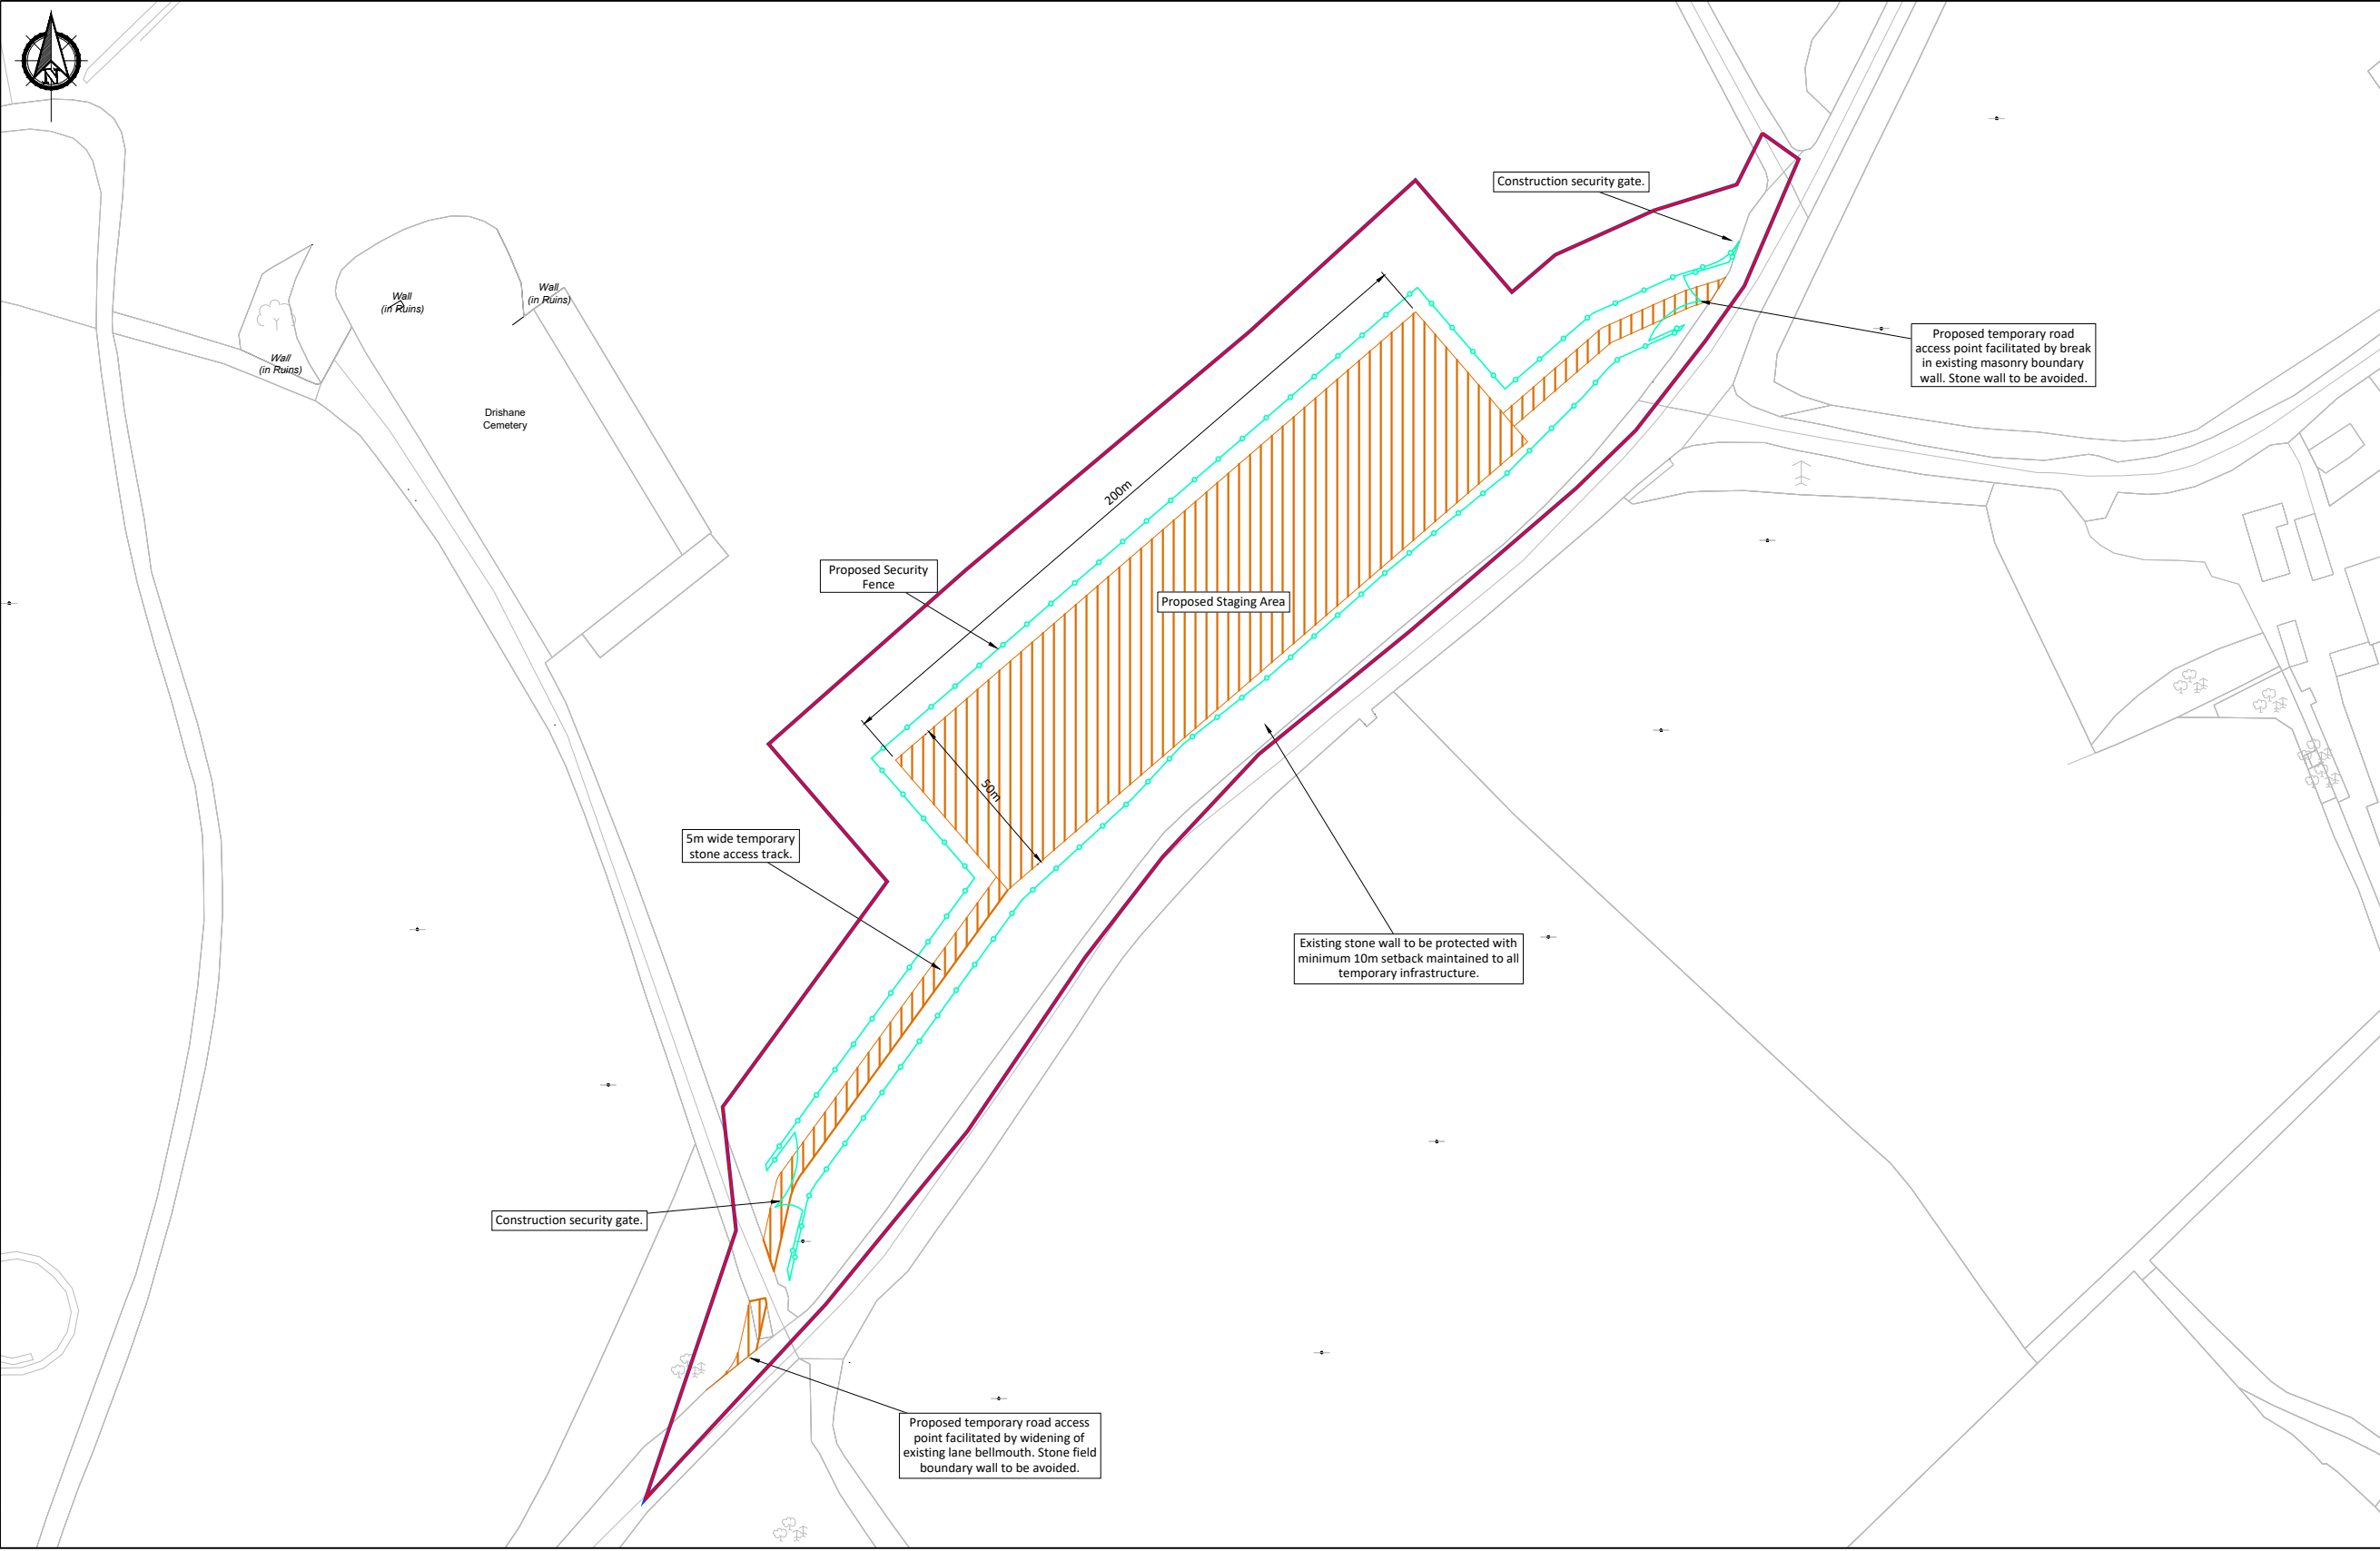 N
Construction security gate.
Wall
(in Ruins)
Wall
(in Ruins)
Wall
(in Ruins)
Proposed temporary road
access point facilitated by break
in existing masonry boundary
wall. Stone wall to be avoided.
Drishane
Cemetery
200m
Proposed Security
Fence
Proposed Staging Area
50m
5m wide temporary
stone access track.
Existing stone wall to be protected with
minimum 10m setback maintained to all
temporary infrastructure.
Construction security gate.
Proposed temporary road access
point facilitated by widening of
existing lane bellmouth. Stone field
boundary wall to be avoided.